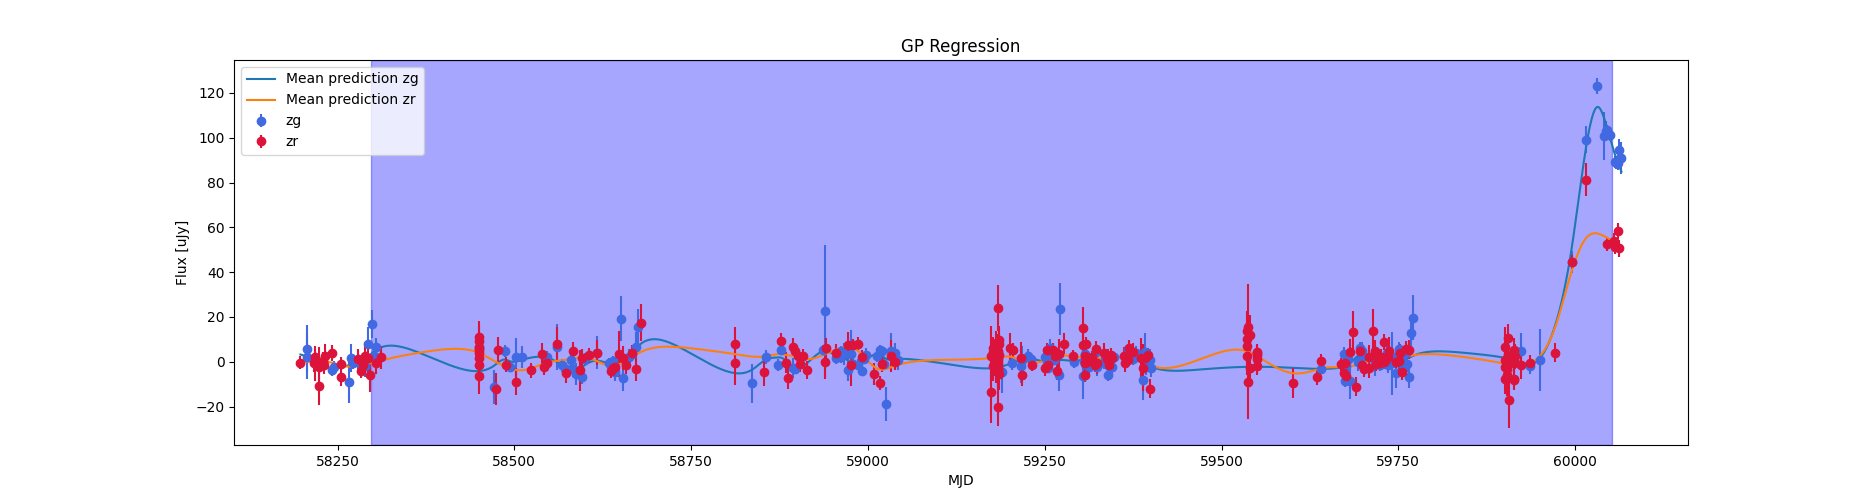 GP Regression
Mean prediction zg
Mean prediction zr
zg
zr
120
100
80
60
40
20
0
−20
Flux [uJy]
58250 58500 58750 59000 59250 59500 59750 60000
MJD